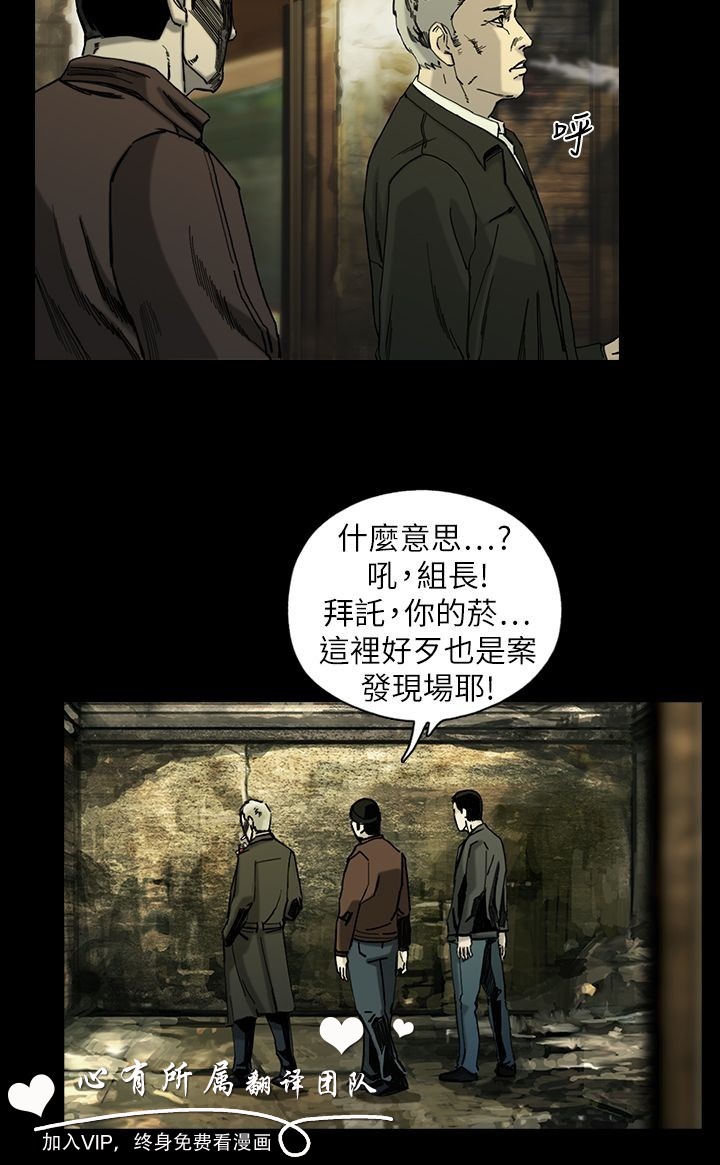 呼
什麼意思...?
吼,組長!
拜託,你的菸...
這裡好歹也是案
發現場耶!
心有所属翻译团队
加入VIP，终身免费看漫画